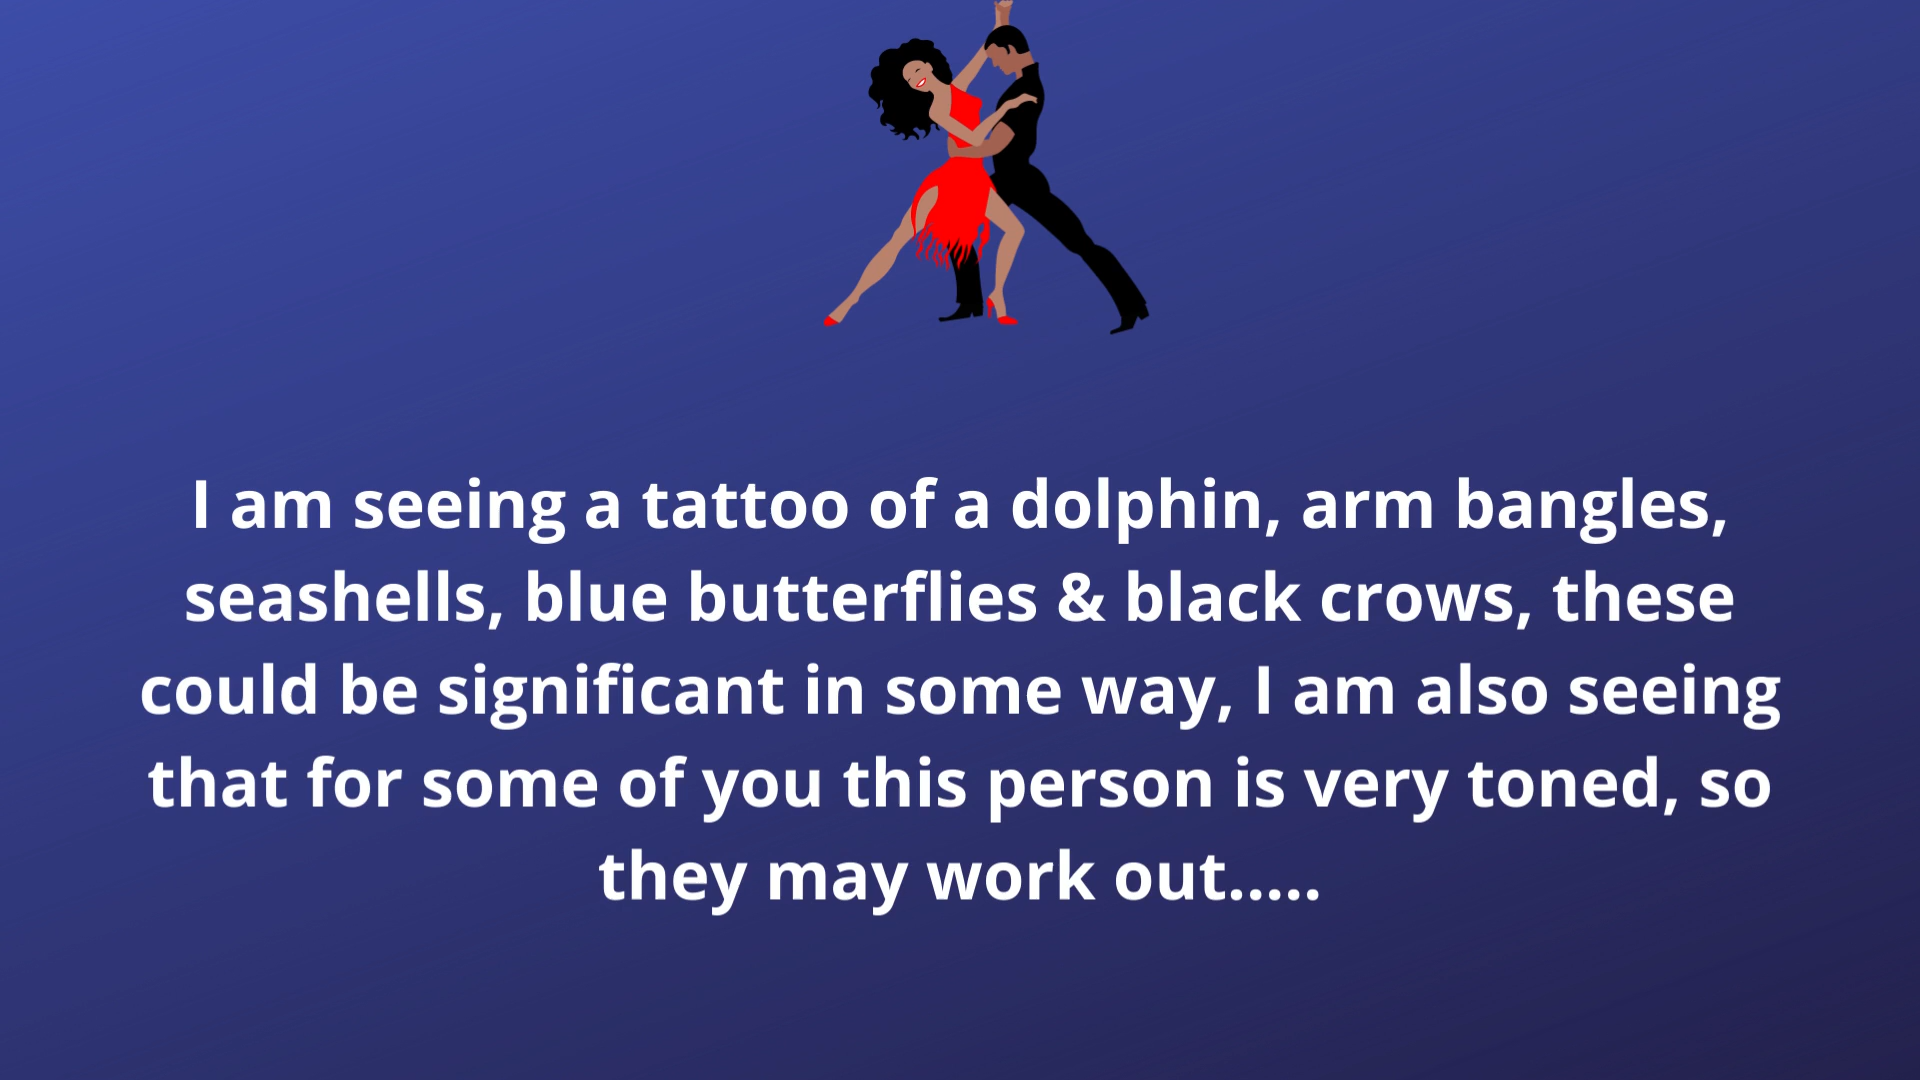 I am seeing a tattoo of a dolphin, arm bangles,
seashells, blue butterflies & black crows, these
could be significant in some way, I am also seeing
that for some of you this person is very toned, so
they may work out.....